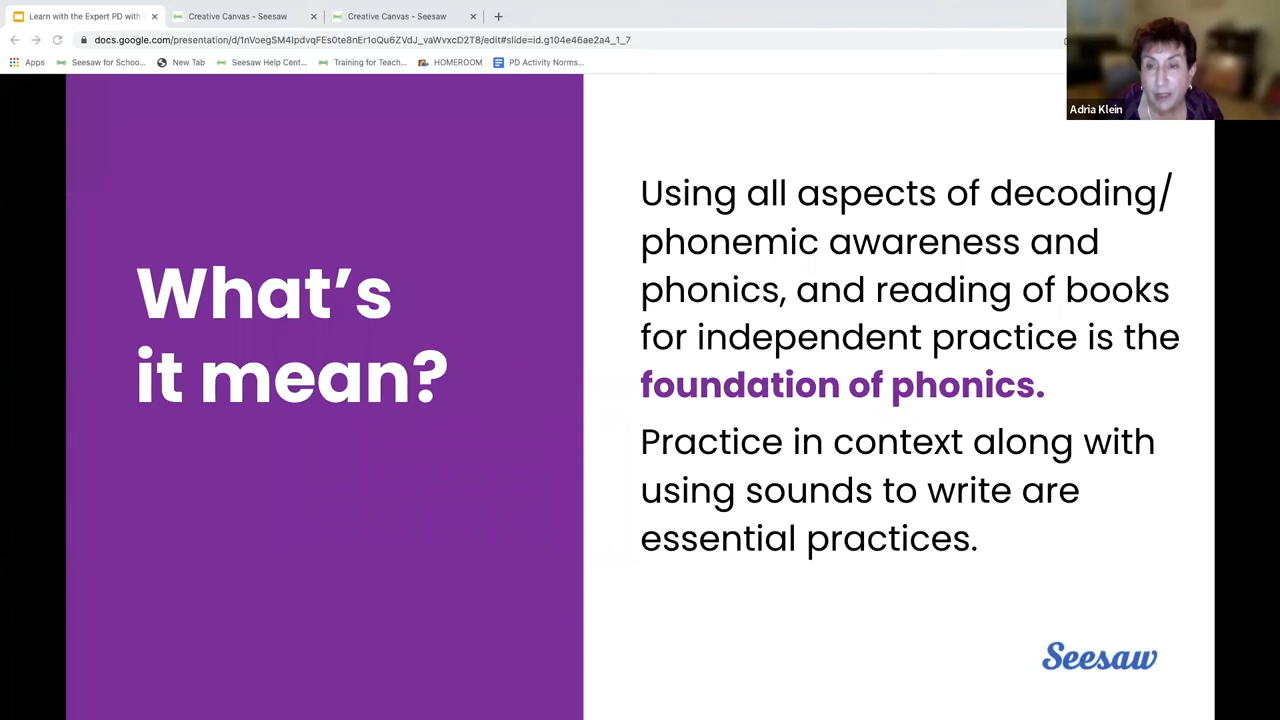 Learn with the Expert PD with
Creative Canvas - Seesaw
Creative Canvas - Seesaw
docs.google.com/presentation/d/1nVoegSM4IpdvqFEs0te8nEr1oQu6ZVdJ_vaWvxcD2T8/edit#slide=id.g104e46ae2a4_1_7
Apps
Seesaw for Schoo...
New Tab
Seesaw Help Cent...
Training for Teach...
HOMEROOM
PD Activity Norms...
Adria Klein
What's
it mean?
Using all aspects of decoding/
phonemic awareness and
phonics, and reading of books
for independent practice is the
foundation of phonics.
Practice in context along with
using sounds to write are
essential practices.
Seesaw